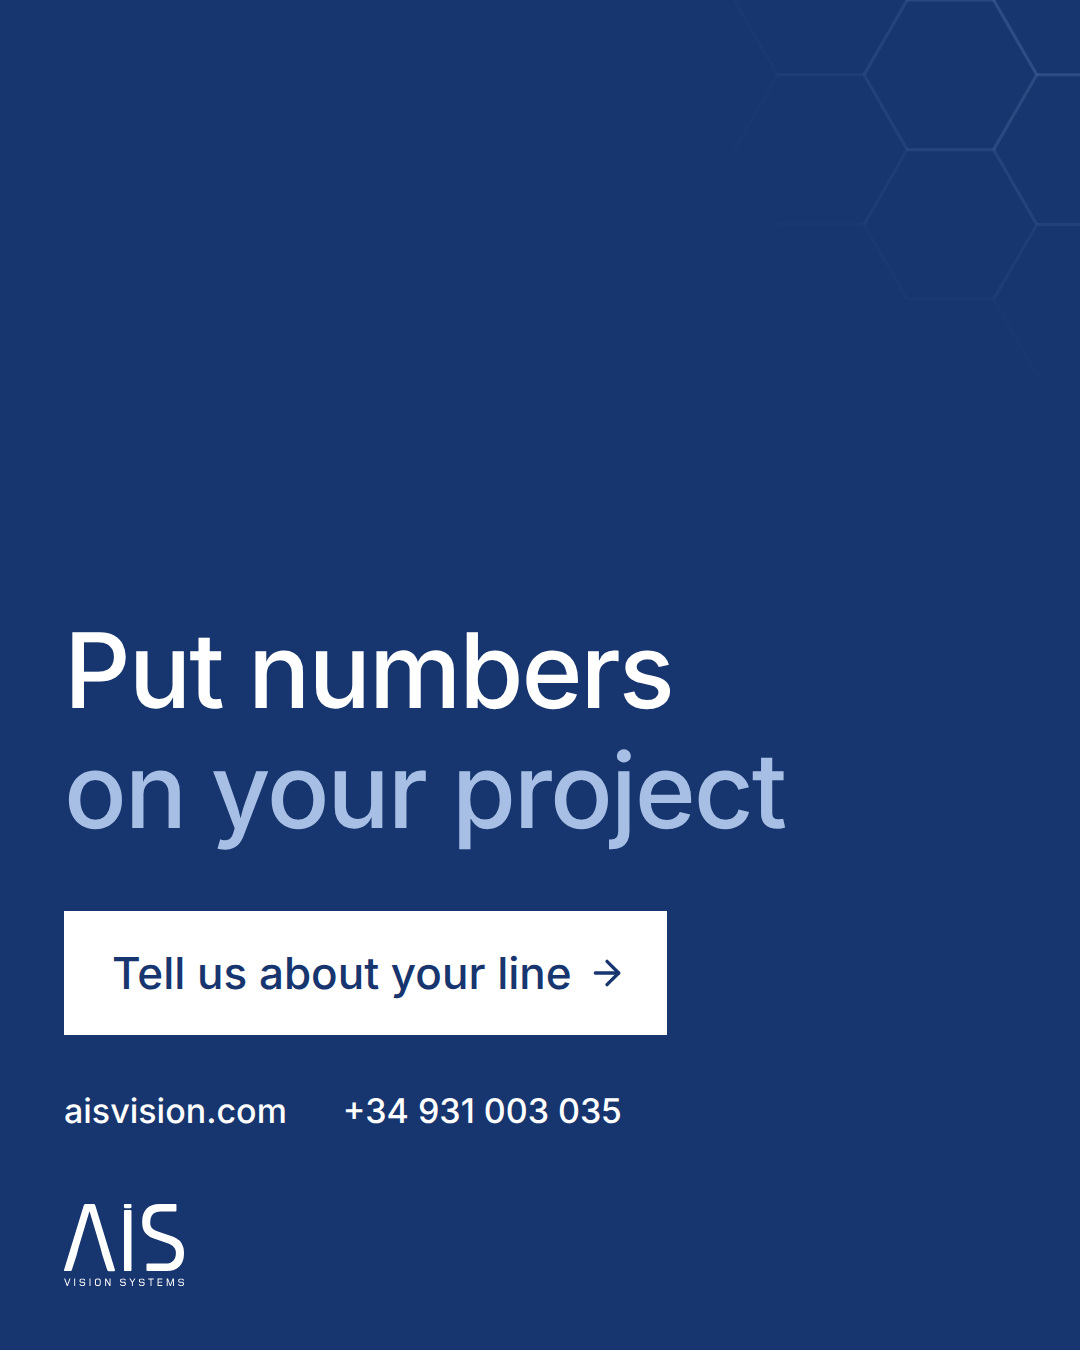 Put numbers
on your project
Tell us about your line →
aisvision.com +34 931 003 035
AiS
VISION SYSTEMS